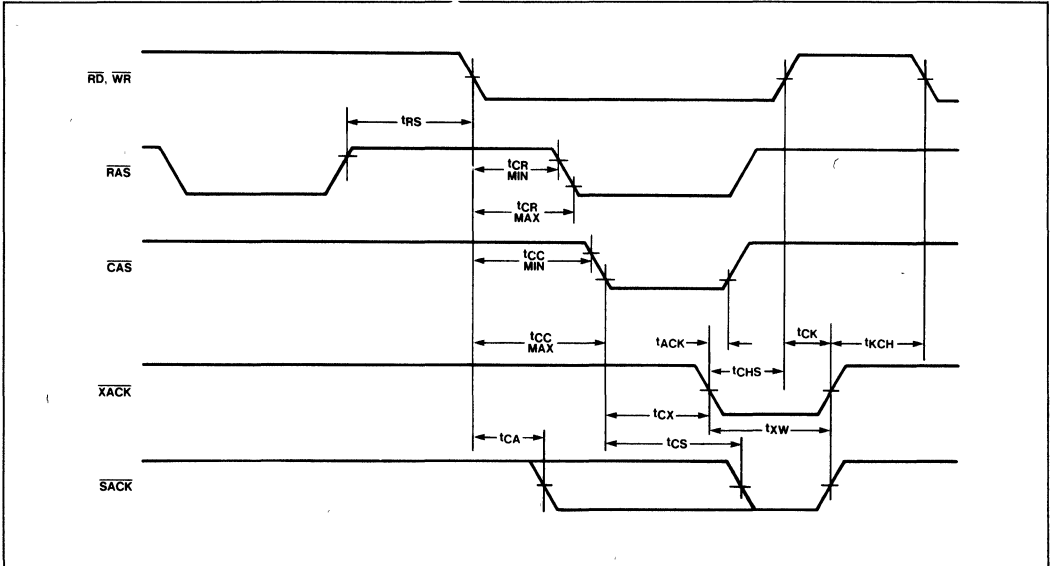 RD, WR
tRS
RAS
tCR
MIN
tCR
MAX
CAS
tCC
MIN
tCC
MAX
tACK
tCK
tKCH
tCHS
XACK
tCX
tXW
tCA
tCS
SACK